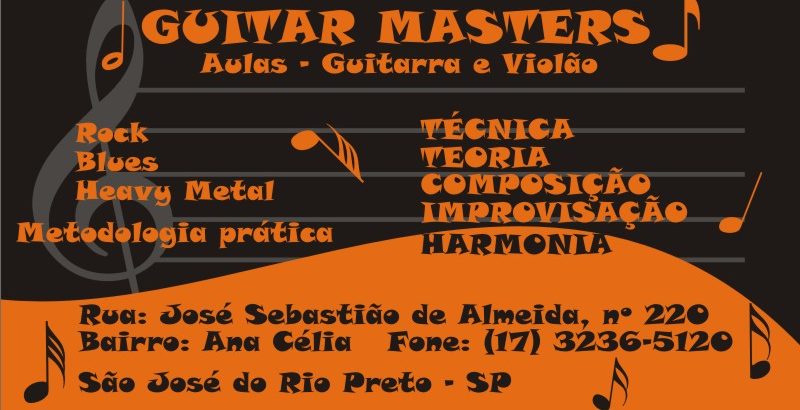 GUITAR MASTERS
Aulas - Guitarra e Violão
Rock
Blues
Heavy Metal
Metodologia prática
TÉCNICA
TEORIA
COMPOSIÇÃO
IMPROVISAÇÃO
HARMONIA
Rua: José Sebastião de Almeida, nº 220
Bairro: Ana Célia Fone: (17) 3236-5120
São José do Rio Preto - SP